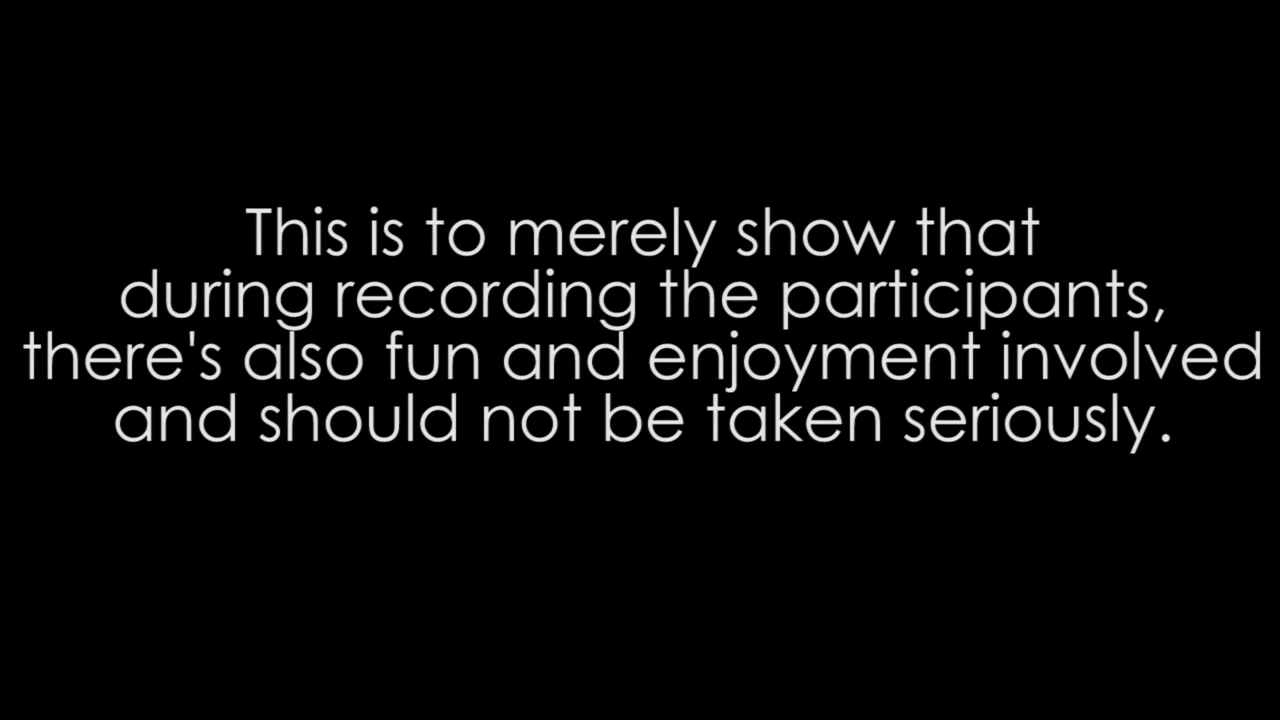 This is to merely show that
during recording the participants,
there's also fun and enjoyment involved
and should not be taken seriously.